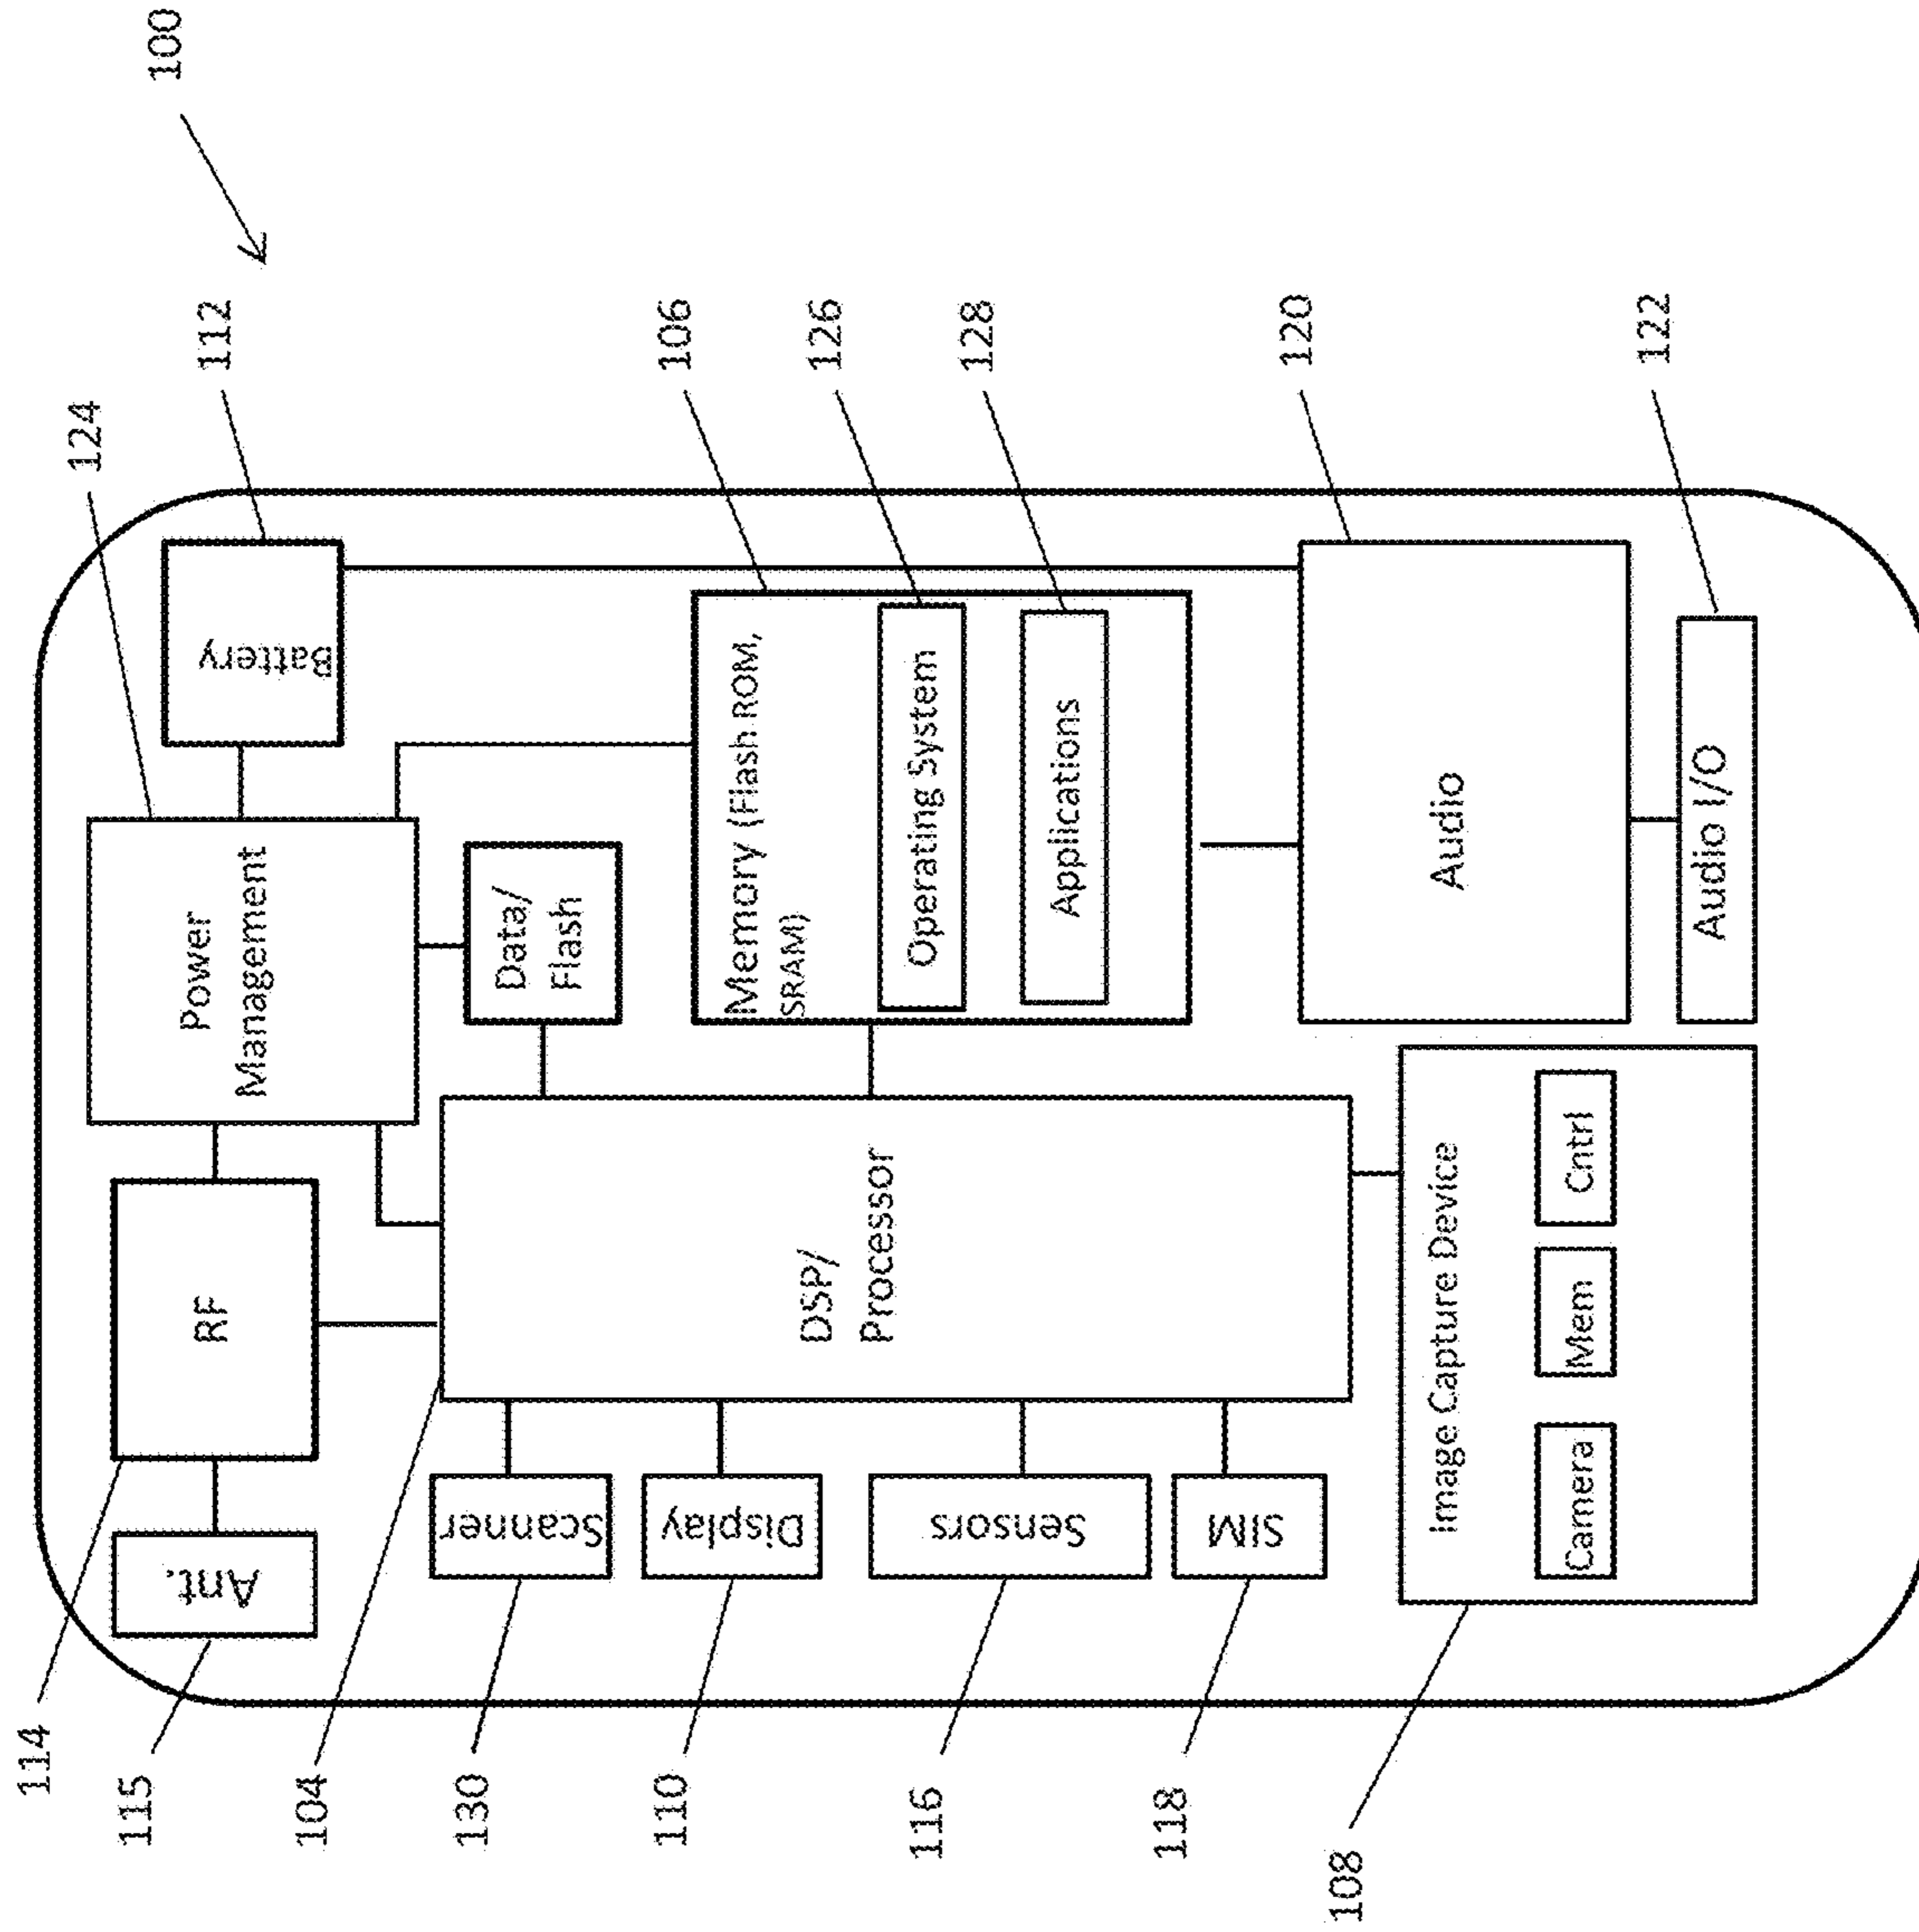 100
112
124
106
126
128
120
122
Battery
Power
Management
Data/
Flash
Memory (Flash ROM,
SRAM)
Operating System
Applications
Audio
Audio I/O
RF
DSP/
Processor
Image Capture Device
Camera
Mem
Cntrl
Ant.
Scanner
Display
Sensors
SIM
114
115
104
130
110
116
118
108